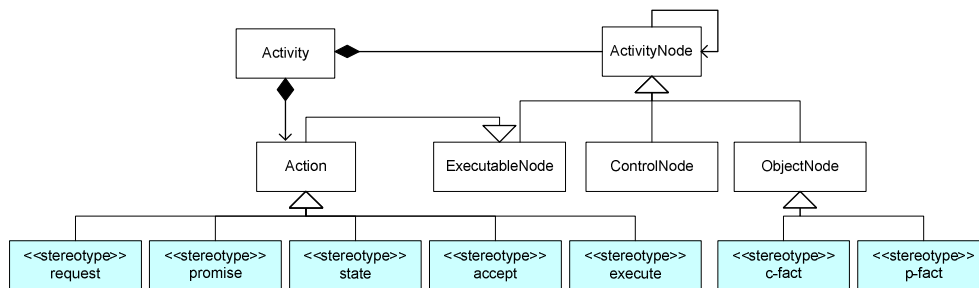 Activity
ActivityNode
Action
ExecutableNode
ControlNode
ObjectNode
<<stereotype>>
request
<<stereotype>>
promise
<<stereotype>>
state
<<stereotype>>
accept
<<stereotype>>
execute
<<stereotype>>
c-fact
<<stereotype>>
p-fact